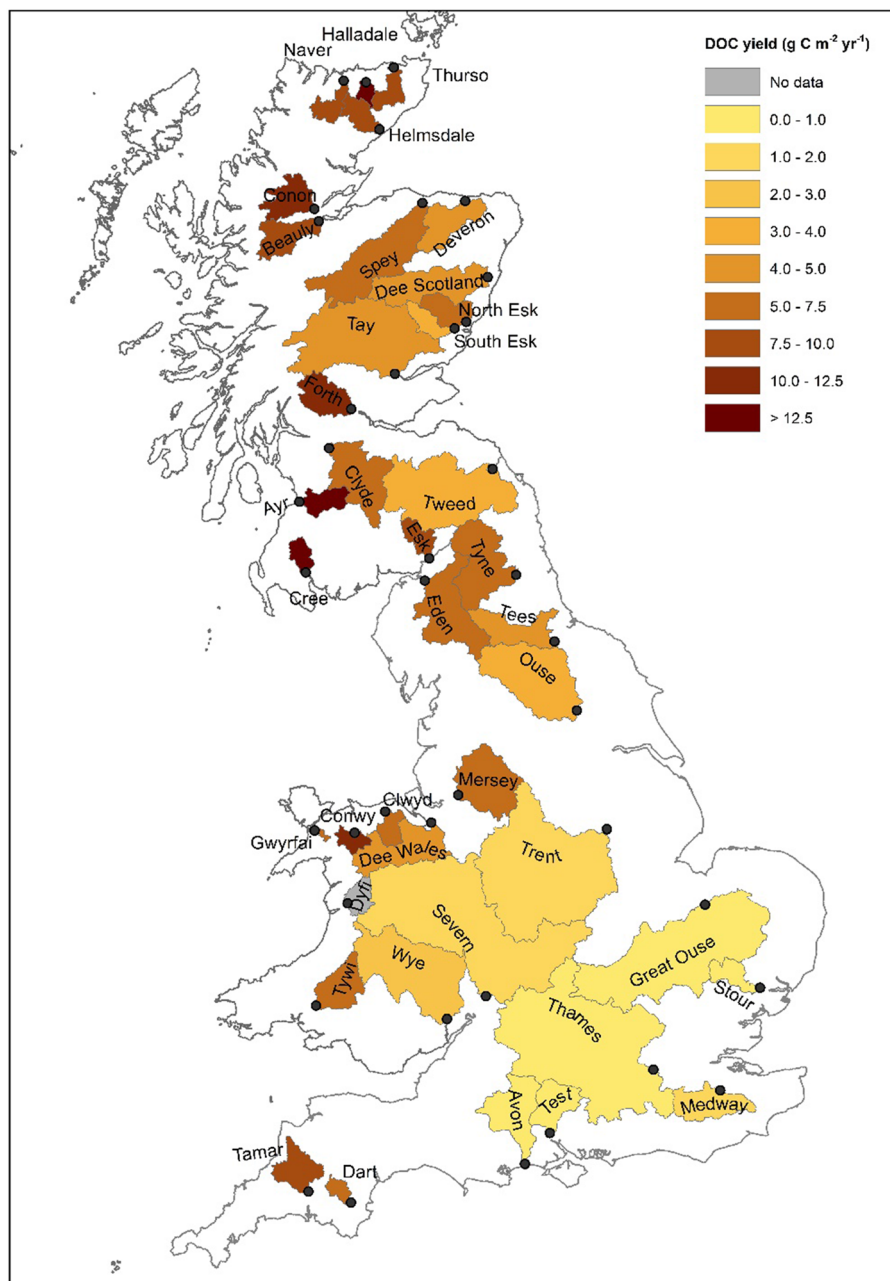 Halladale
Naver
Thurso
Helmsdale
Conon
Beauly
Spey
Deveron
Dee Scotland
North Esk
Tay
South Esk
Forth
Clyde
Ayr
Tweed
Esk
Cree
Tyne
Eden
Tees
Ouse
Mersey
Clwyd
Conwy
Gwyrfai
Dee Wales
Trent
Dyfi
Severn
Wye
Tywi
Great Ouse
Stour
Thames
Avon
Test
Medway
Tamar
Dart
DOC yield (g C m⁻² yr⁻¹)
No data
0.0 - 1.0
1.0 - 2.0
2.0 - 3.0
3.0 - 4.0
4.0 - 5.0
5.0 - 7.5
7.5 - 10.0
10.0 - 12.5
> 12.5